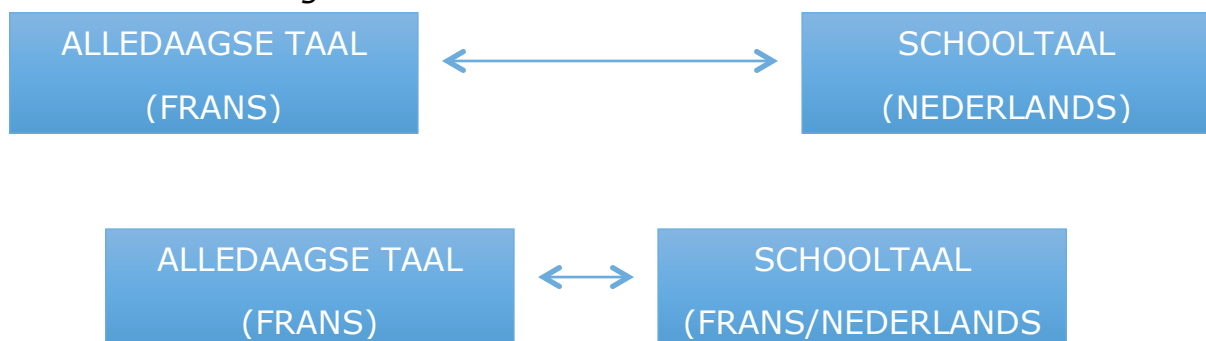 ALLEDAAGSE TAAL
(FRANS)
SCHOOLTAAL
(NEDERLANDS)
ALLEDAAGSE TAAL
(FRANS)
SCHOOLTAAL
(FRANS/NEDERLANDS